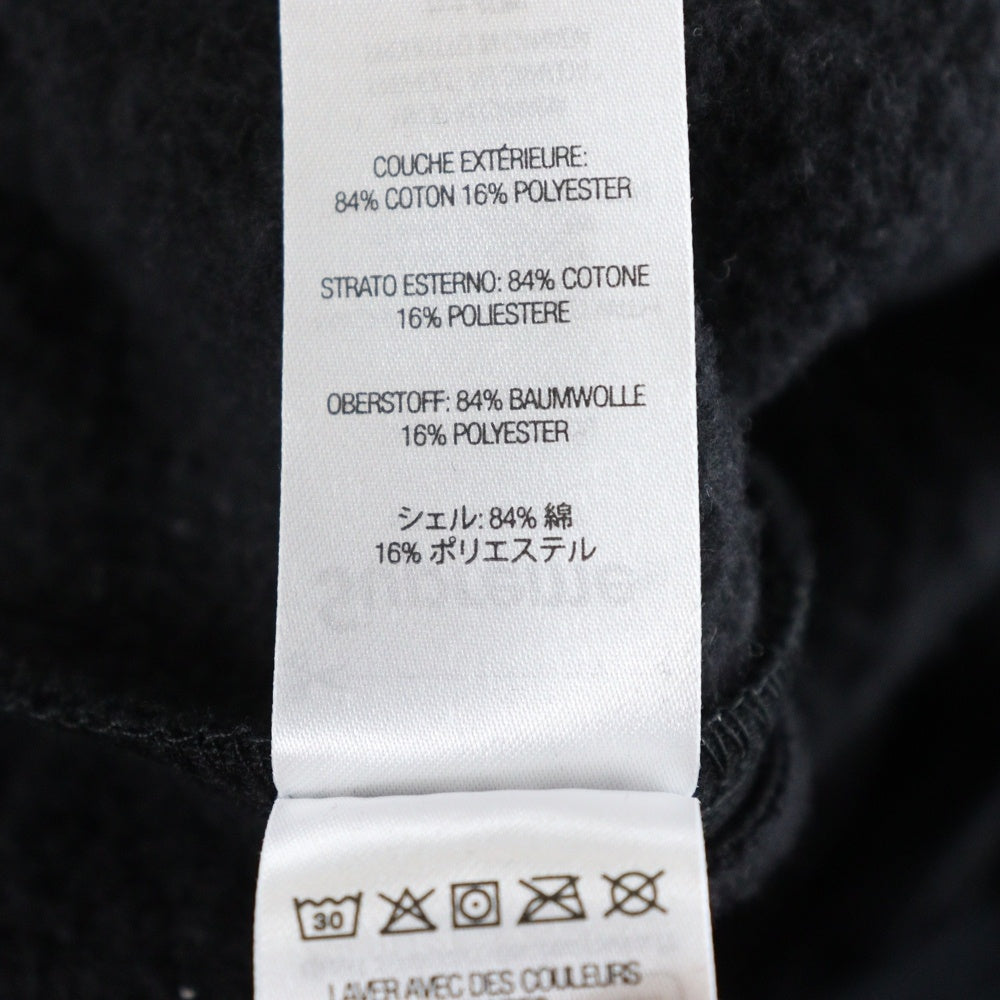 COUCHE EXTÉRIEURE:
84% COTON 16% POLYESTER
STRATO ESTERNO: 84% COTONE
16% POLIESTERE
OBERSTOFF: 84% BAUMWOLLE
16% POLYESTER
シェル: 84% 綿
16% ポリエステル
30
LAVER AVEC DES COULEURS